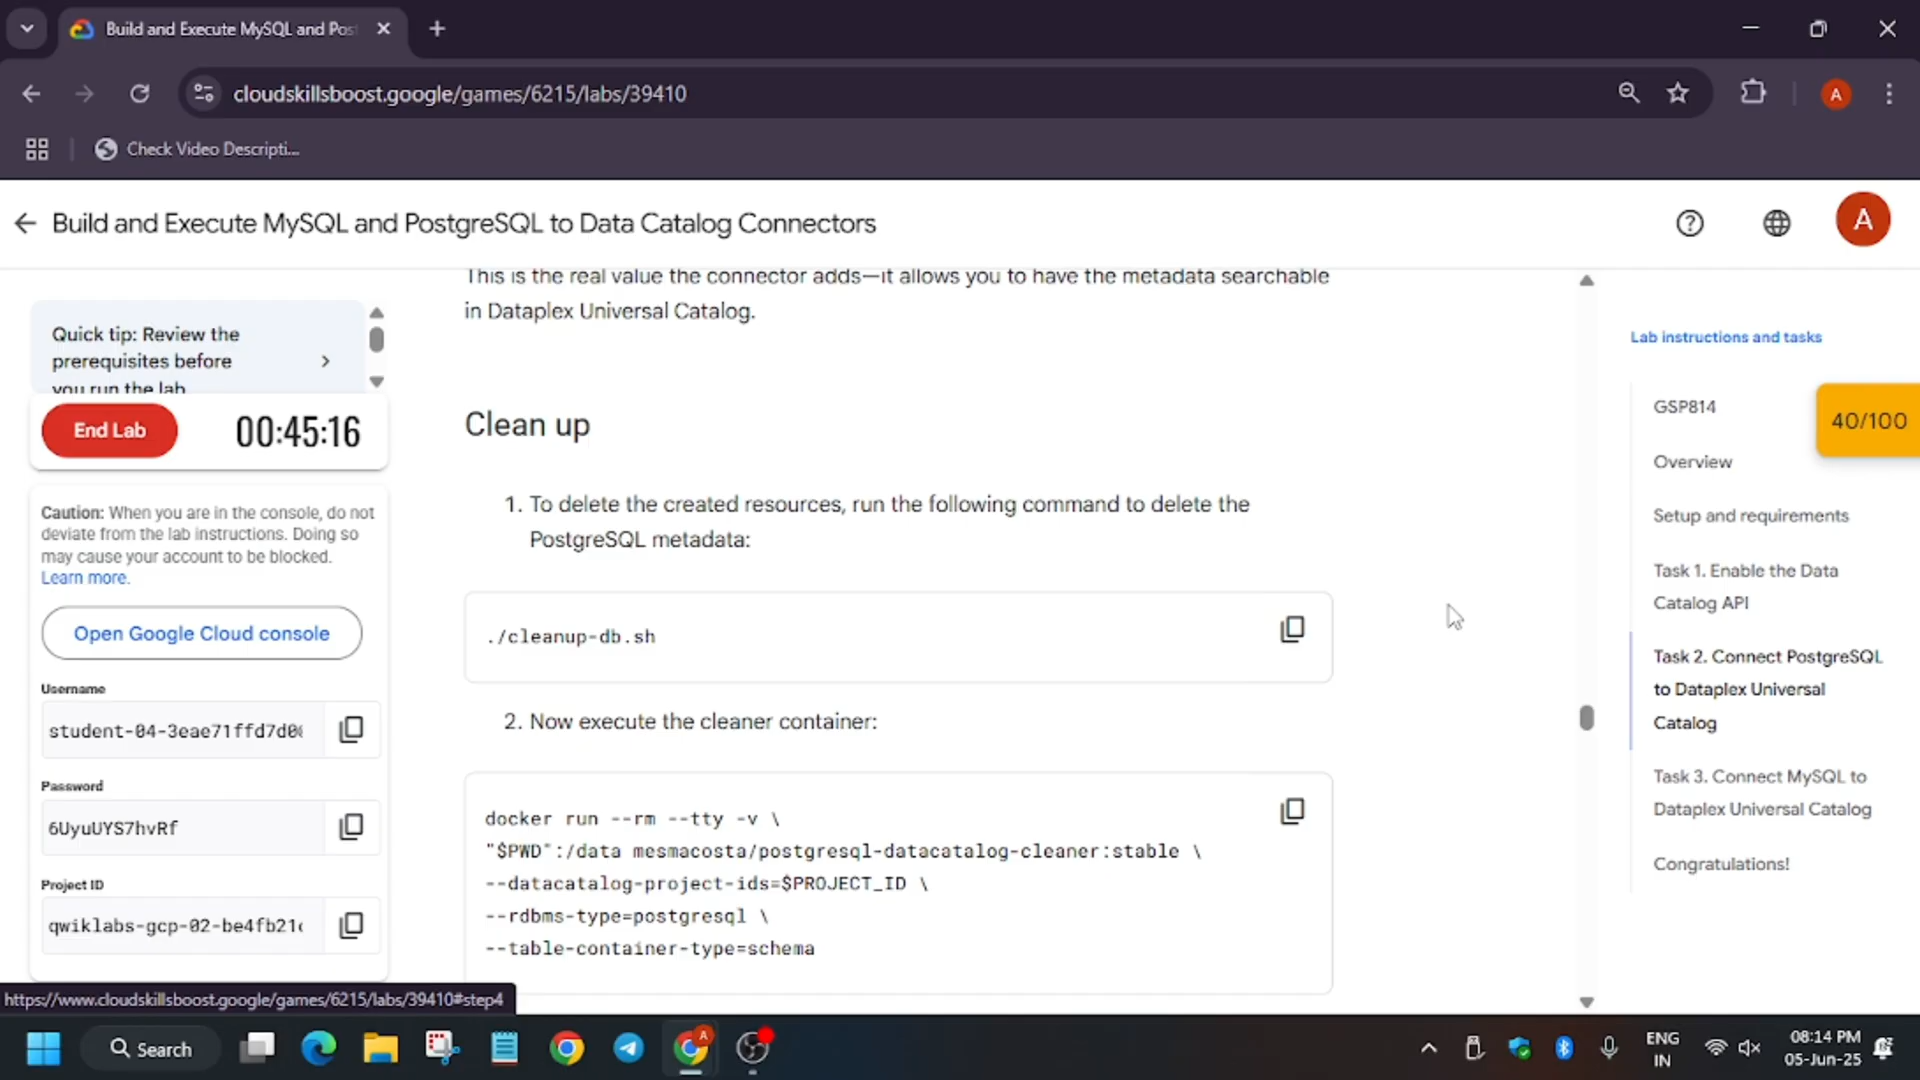 Build and Execute MySQL and Pos
cloudskillsboost.google/games/6215/labs/39410
A
Check Video Descripti...
Build and Execute MySQL and PostgreSQL to Data Catalog Connectors
A
This is the real value the connector adds—it allows you to have the metadata searchable
in Dataplex Universal Catalog.
Quick tip: Review the
prerequisites before
you run the lab
End Lab
00:45:16
Caution: When you are in the console, do not
deviate from the lab instructions. Doing so
may cause your account to be blocked.
Learn more.
Open Google Cloud console
Username
student-04-3eae71ffd7d0
Password
6UyuUYS7hvRf
Project ID
qwiklabs-gcp-02-be4fb21
Clean up
1. To delete the created resources, run the following command to delete the
PostgreSQL metadata:
./cleanup-db.sh
2. Now execute the cleaner container:
docker run --rm --tty -v \
"$PWD":/data mesmacosta/postgresql-datacatalog-cleaner:stable \
--datacatalog-project-ids=$PROJECT_ID \
--rdbms-type=postgresql \
--table-container-type=schema
Lab instructions and tasks
GSP814
40/100
Overview
Setup and requirements
Task 1. Enable the Data
Catalog API
Task 2. Connect PostgreSQL
to Dataplex Universal
Catalog
Task 3. Connect MySQL to
Dataplex Universal Catalog
Congratulations!
https://www.cloudskillsboost.google/games/6215/labs/39410#step4
Search
A
ENG
IN
08:14 PM
05-Jun-25